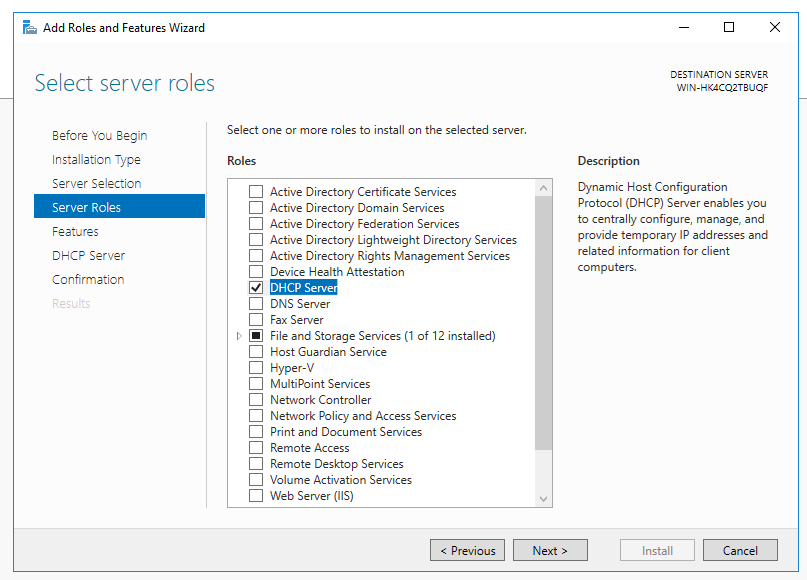 Add Roles and Features Wizard
Select server roles
DESTINATION SERVER
WIN-HK4CQ2TBUQF
Before You Begin
Installation Type
Server Selection
Server Roles
Features
DHCP Server
Confirmation
Results
Select one or more roles to install on the selected server.
Roles
Active Directory Certificate Services
Active Directory Domain Services
Active Directory Federation Services
Active Directory Lightweight Directory Services
Active Directory Rights Management Services
Device Health Attestation
DHCP Server
DNS Server
Fax Server
File and Storage Services (1 of 12 installed)
Host Guardian Service
Hyper-V
MultiPoint Services
Network Controller
Network Policy and Access Services
Print and Document Services
Remote Access
Remote Desktop Services
Volume Activation Services
Web Server (IIS)
Description
Dynamic Host Configuration
Protocol (DHCP) Server enables you
to centrally configure, manage, and
provide temporary IP addresses and
related information for client
computers.
< Previous
Next >
Install
Cancel